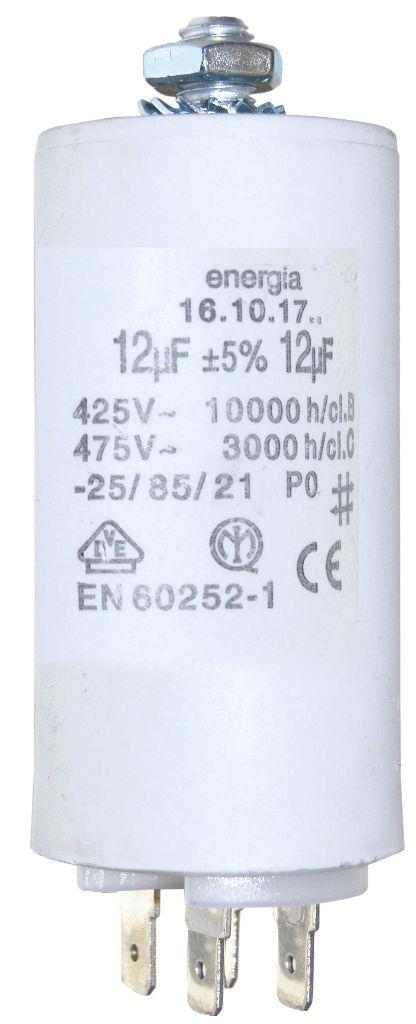 energia
16.10.17..
12µF ±5% 12µF
425V~ 10000 h/cl.B
475V~ 3000 h/cl.C
-25/85/21 P0
VE
CE
EN 60252-1